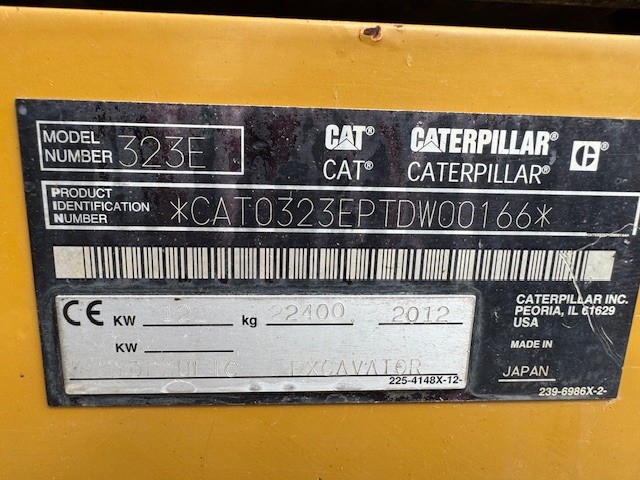 MODEL NUMBER 323E
CAT® CATERPILLAR® C®
CAT® CATERPILLAR®
PRODUCT IDENTIFICATION NUMBER *CAT0323EPTDW00166*
CATERPILLAR INC.
PEORIA, IL 61629
USA
MADE IN
JAPAN
239-6986X-2-
CE KW kg 22400 2012
KW
EXCAVATOR
225-4148X-12-